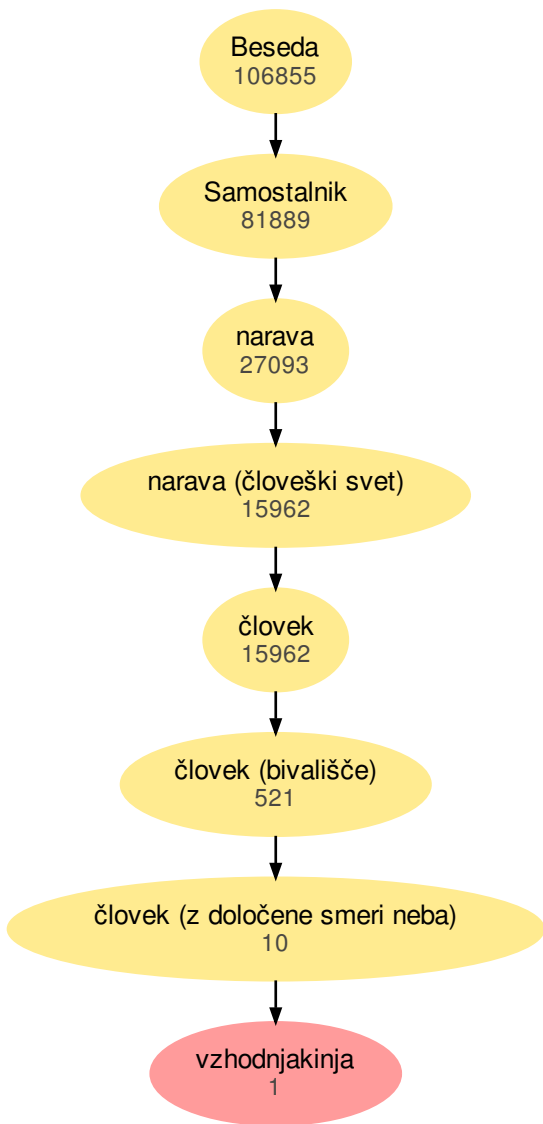 Beseda
106855
Samostalnik
81889
narava
27093
narava (človeški svet)
15962
človek
15962
človek (bivališče)
521
človek (z določene smeri neba)
10
vzhodnjakinja
1